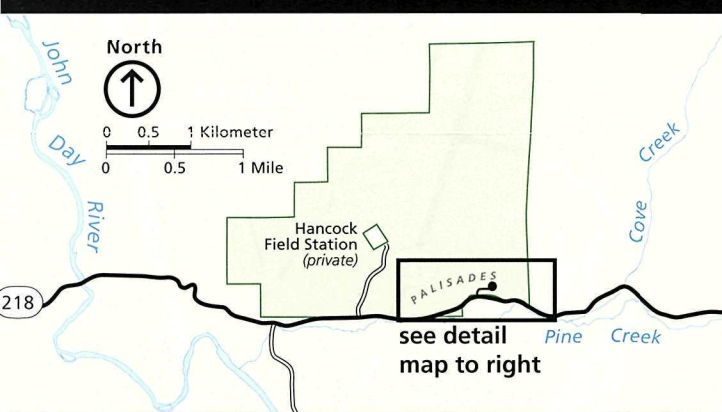 John
Day
River
North
0 0.5 1 Kilometer
0 0.5 1 Mile
Hancock
Field Station
(private)
Creek
Cove
PALISADES
218
see detail
map to right
Pine Creek